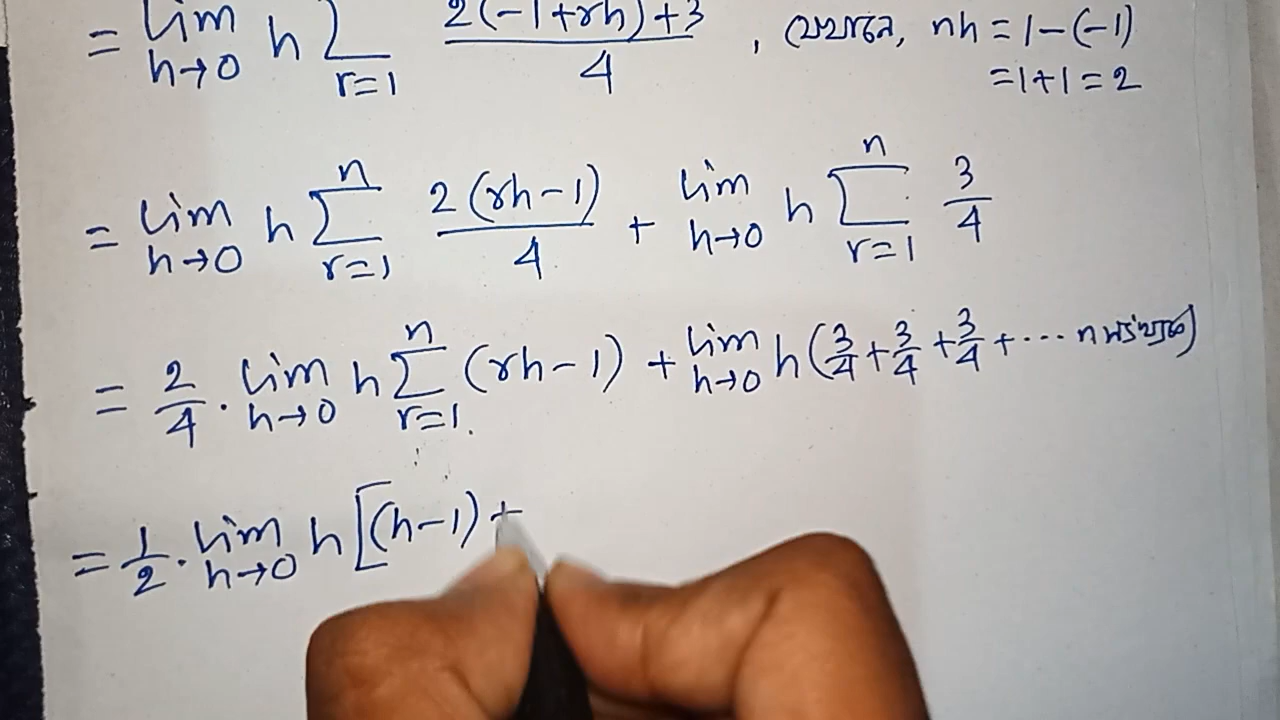 = lim h→0 h Σ r=1 2(-1+rh)+3 / 4 , যেখানে, nh = 1-(-1)
= 1+1 = 2
= lim h→0 h Σ n r=1 2(rh-1) / 4 + lim h→0 h Σ n r=1 3/4
= 2/4 . lim h→0 h Σ n r=1 (rh-1) + lim h→0 h (3/4 + 3/4 + 3/4 + ... n
= 1/2 . lim h→0 h [(h-1) +